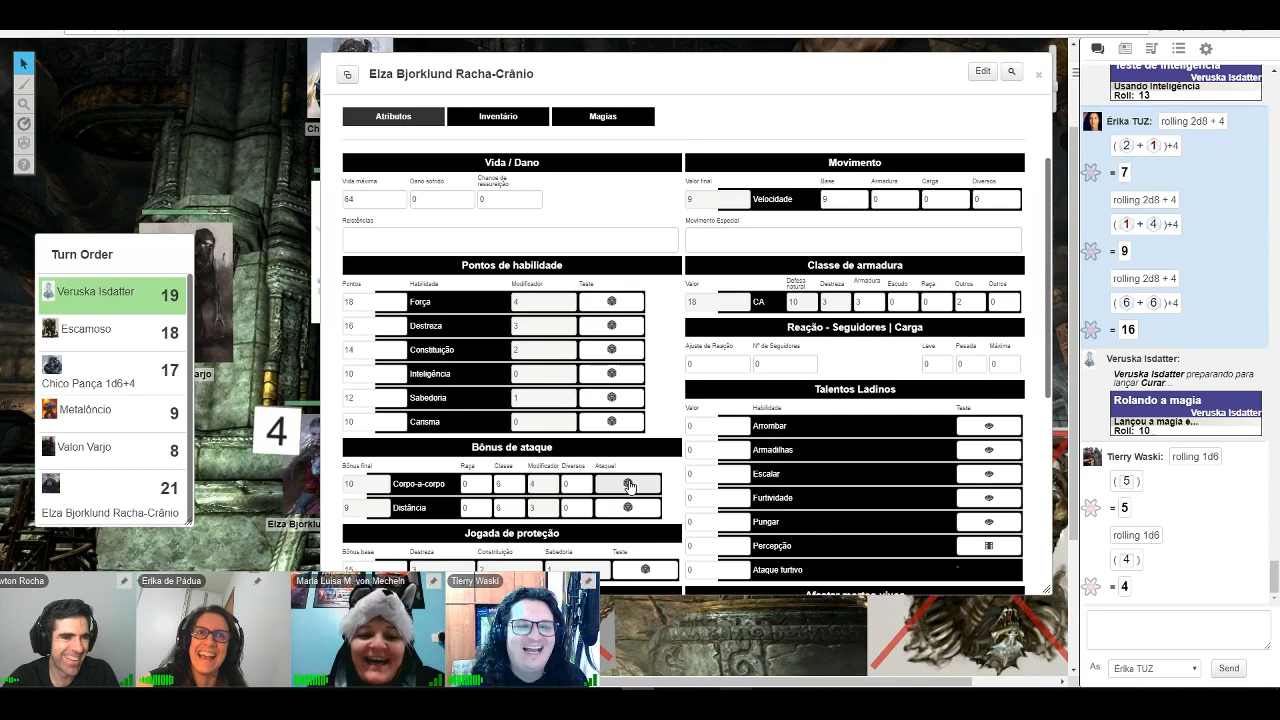 Elza Bjorklund Racha-Crânio
Edit
Atributos
Inventário
Magias
Vida / Dano
Vida máxima
Dano sofrido
Chance de ressureição
64
0
0
Resistências
Pontos de habilidade
Pontos Habilidade Modificador Teste
18 Força 4
16 Destreza 3
14 Constituição 2
10 Inteligência 0
12 Sabedoria 1
10 Carisma 0
Bônus de ataque
Bônus final Raça Classe Modificador Diversos Ataque!
10 Corpo-a-corpo 0 6 4 0
9 Distância 0 6 3 0
Jogada de proteção
Bônus base Destreza Constituição Sabedoria Teste
Movimento
Valor final Base Armadura Carga Diversos
9 Velocidade 9 0 0 0
Movimento Especial
Classe de armadura
Valor Defesa natural Destreza Armadura Escudo Raça Outros Outros
18 CA 10 3 3 0 0 2 0
Reação - Seguidores | Carga
Ajuste de Reação Nº de Seguidores Leve Pesada Máxima
0 0 0 0 0
Talentos Ladinos
Valor Habilidade Teste
0 Arrombar
0 Armadilhas
0 Escalar
0 Furtividade
0 Pungar
0 Percepção
0 Ataque furtivo -
Turn Order
Veruska Isdatter 19
Escamoso 18
Chico Pança 1d6+4 17
Metalôncio 9
Valon Varjo 8
Elza Bjorklund Racha-Crânio 21
4
Teste de Inteligência
Veruska Isdatter
Usando Inteligência
Roll: 13
Érika TUZ: rolling 2d8 + 4
(2 + 1)+4
= 7
rolling 2d8 + 4
(1 + 4)+4
= 9
rolling 2d8 + 4
(6 + 6)+4
= 16
Veruska Isdatter:
Veruska Isdatter preparando para
lançar Curar...
Rolando a magia
Veruska Isdatter
Lançou a magia e...
Roll: 10
Tierry Waski: rolling 1d6
(5)
= 5
rolling 1d6
(4)
= 4
As: Érika TUZ Send
wton Rocha
Erika de Pádua
Maria Luisa M. von Mecheln
Tierry Waski